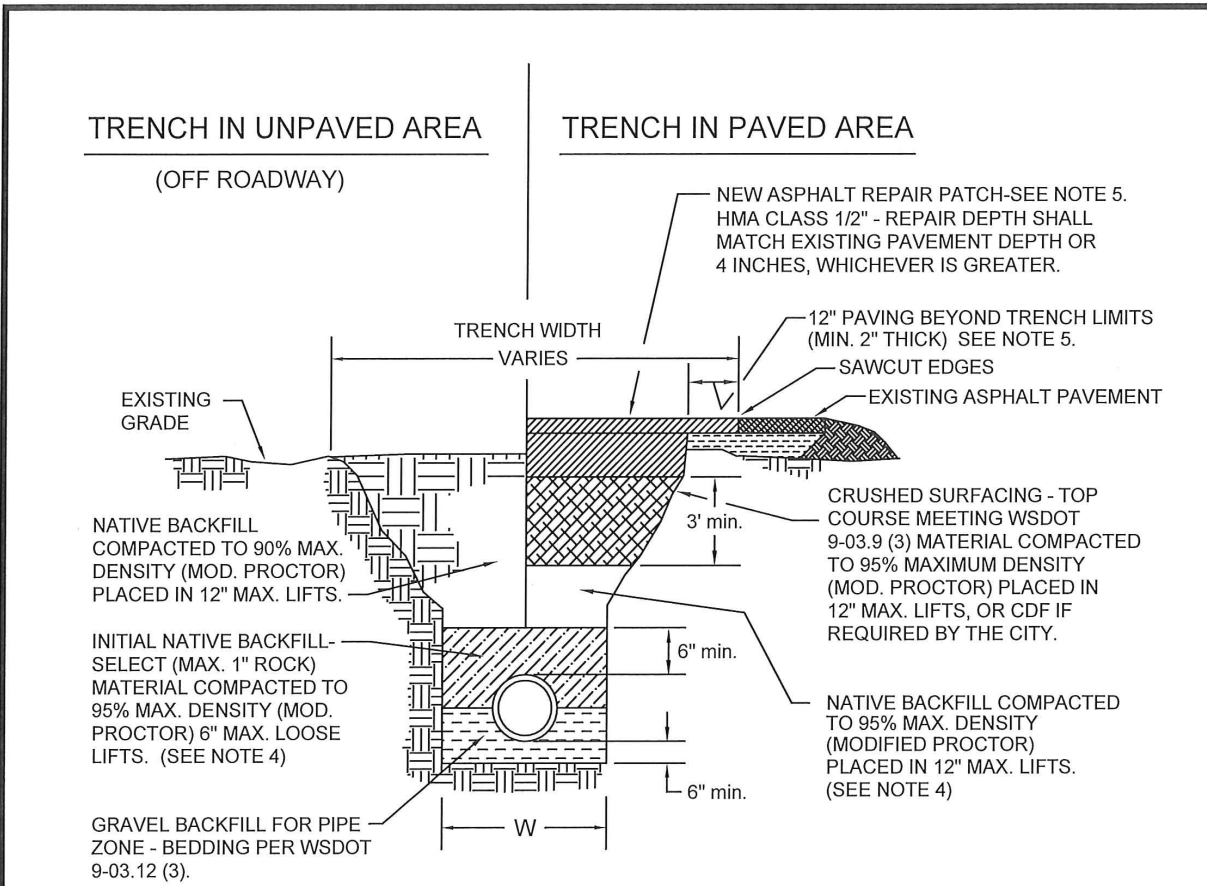 TRENCH IN UNPAVED AREA
(OFF ROADWAY)
TRENCH IN PAVED AREA
NEW ASPHALT REPAIR PATCH-SEE NOTE 5.
HMA CLASS 1/2" - REPAIR DEPTH SHALL
MATCH EXISTING PAVEMENT DEPTH OR
4 INCHES, WHICHEVER IS GREATER.
12" PAVING BEYOND TRENCH LIMITS
(MIN. 2" THICK) SEE NOTE 5.
SAWCUT EDGES
EXISTING ASPHALT PAVEMENT
TRENCH WIDTH
VARIES
EXISTING
GRADE
3' min.
CRUSHED SURFACING - TOP
COURSE MEETING WSDOT
9-03.9 (3) MATERIAL COMPACTED
TO 95% MAXIMUM DENSITY
(MOD. PROCTOR) PLACED IN
12" MAX. LIFTS, OR CDF IF
REQUIRED BY THE CITY.
NATIVE BACKFILL
COMPACTED TO 90% MAX.
DENSITY (MOD. PROCTOR)
PLACED IN 12" MAX. LIFTS.
INITIAL NATIVE BACKFILL-
SELECT (MAX. 1" ROCK)
MATERIAL COMPACTED TO
95% MAX. DENSITY (MOD.
PROCTOR) 6" MAX. LOOSE
LIFTS. (SEE NOTE 4)
6" min.
NATIVE BACKFILL COMPACTED
TO 95% MAX. DENSITY
(MODIFIED PROCTOR)
PLACED IN 12" MAX. LIFTS.
(SEE NOTE 4)
6" min.
W
GRAVEL BACKFILL FOR PIPE
ZONE - BEDDING PER WSDOT
9-03.12 (3).